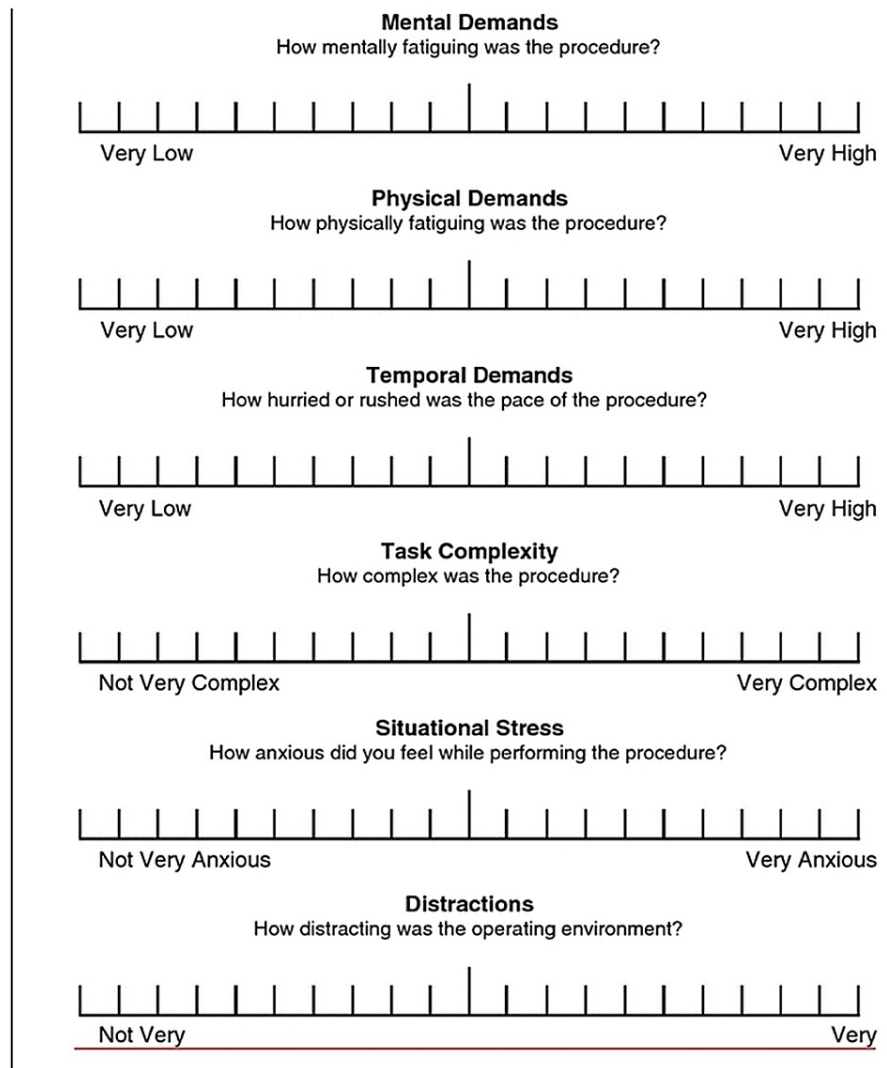 Mental Demands
How mentally fatiguing was the procedure?
Very Low Very High
Physical Demands
How physically fatiguing was the procedure?
Very Low Very High
Temporal Demands
How hurried or rushed was the pace of the procedure?
Very Low Very High
Task Complexity
How complex was the procedure?
Not Very Complex Very Complex
Situational Stress
How anxious did you feel while performing the procedure?
Not Very Anxious Very Anxious
Distractions
How distracting was the operating environment?
Not Very Very